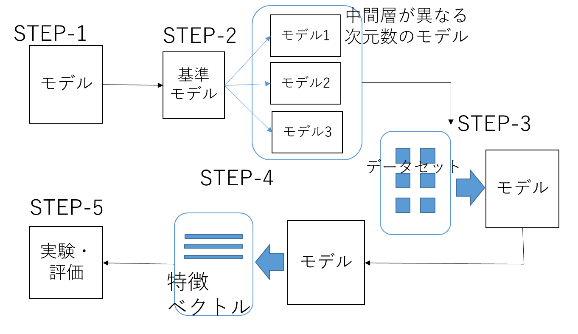 STEP-1
モデル
STEP-2
基準
モデル
中間層が異なる
次元数のモデル
モデル1
モデル2
モデル3
STEP-3
データセット
モデル
STEP-4
モデル
特徴
ベクトル
STEP-5
実験・
評価